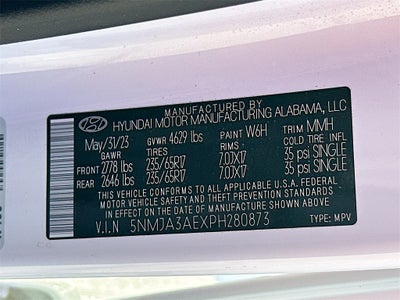 MANUFACTURED BY
HYUNDAI MOTOR MANUFACTURING ALABAMA, LLC
May/31/23 GVWR 4629 lbs PAINT W6H TRIM MMH
GAWR TIRES RIMS COLD TIRE INFL
FRONT 2778 lbs 235/65R17 7.0JX17 35 psi SINGLE
REAR 2646 lbs 235/65R17 7.0JX17 35 psi SINGLE
THIS VEHICLE CONFORMS TO ALL APPLICABLE U.S.A. FEDERAL
MOTOR VEHICLE SAFETY AND THEFT PREVENTION STANDARDS
IN EFFECT ON THE DATE OF MANUFACTURE SHOWN ABOVE.
V.I.N 5NMJA3AEXPH280873 TYPE: MPV